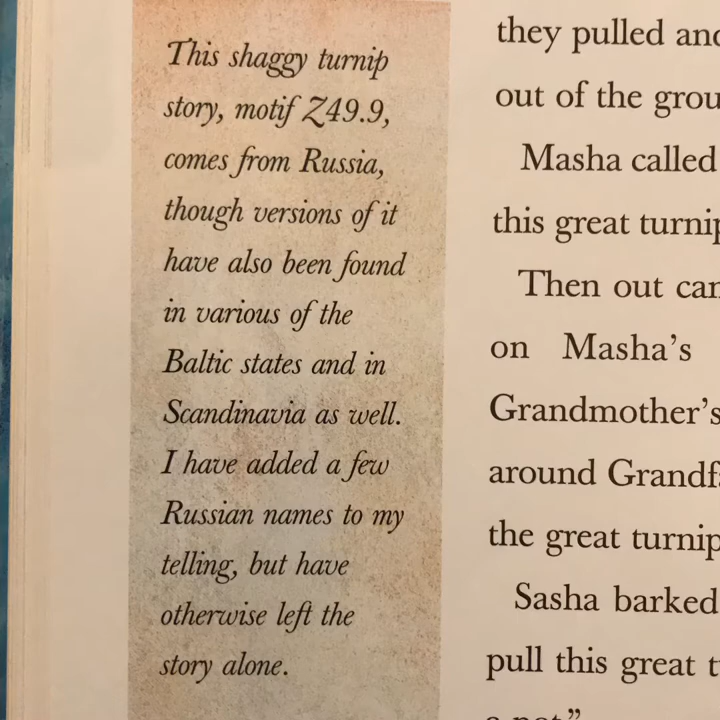 This shaggy turnip
story, motif Z49.9,
comes from Russia,
though versions of it
have also been found
in various of the
Baltic states and in
Scandinavia as well.
I have added a few
Russian names to my
telling, but have
otherwise left the
story alone.
they pulled and
out of the grou
Masha called
this great turnip
Then out car
on Masha's
Grandmother's
around Grandf
the great turnip
Sasha barked
pull this great t